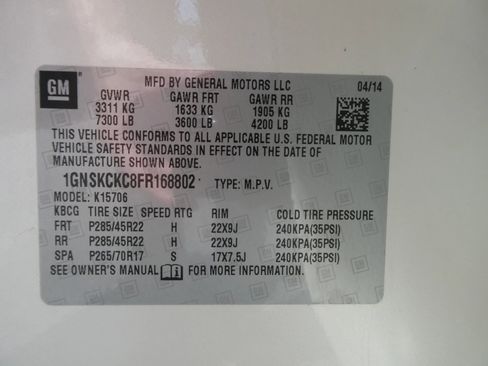 GM
MFD BY GENERAL MOTORS LLC 04/14
GVWR GAWR FRT GAWR RR
3311 KG 1633 KG 1905 KG
7300 LB 3600 LB 4200 LB
THIS VEHICLE CONFORMS TO ALL APPLICABLE U.S. FEDERAL MOTOR
VEHICLE SAFETY STANDARDS IN EFFECT ON THE DATE OF
MANUFACTURE SHOWN ABOVE.
1GNSKCKC8FR168802 TYPE: M.P.V.
MODEL: K15706
KBCG TIRE SIZE SPEED RTG RIM COLD TIRE PRESSURE
FRT P285/45R22 H 22X9J 240KPA(35PSI)
RR P285/45R22 H 22X9J 240KPA(35PSI)
SPA P265/70R17 S 17X7.5J 240KPA(35PSI)
SEE OWNER'S MANUAL FOR MORE INFORMATION.